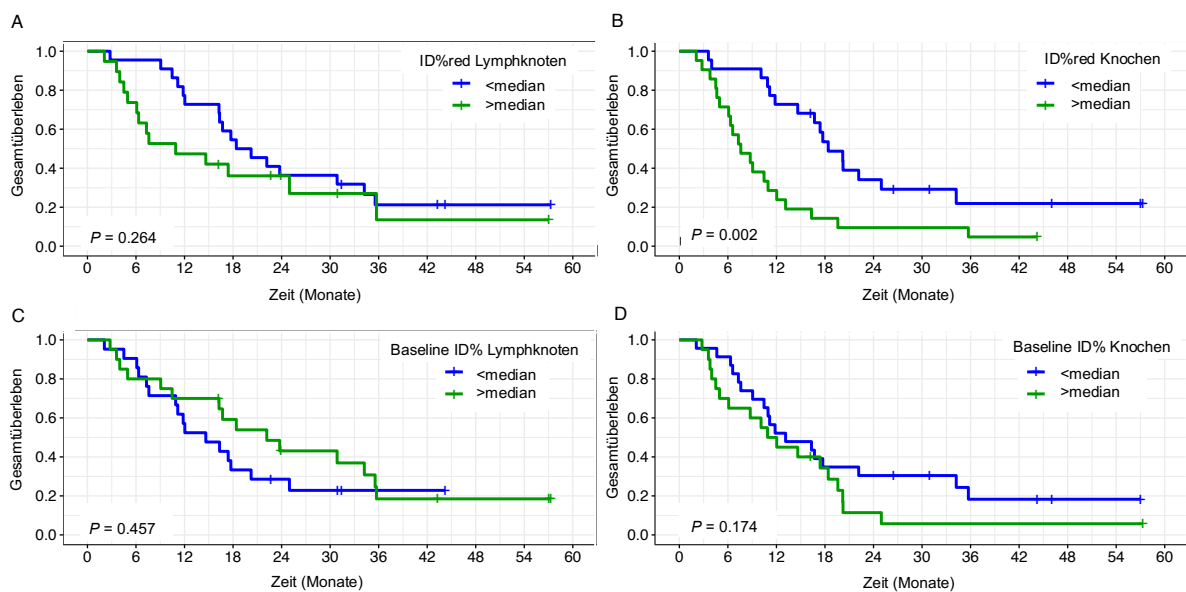 A
ID%red Lymphknoten
<median
>median
Gesamtüberleben
1.0
0.8
0.6
0.4
0.2
0.0
P = 0.264
0 6 12 18 24 30 36 42 48 54 60
Zeit (Monate)
B
ID%red Knochen
<median
>median
Gesamtüberleben
1.0
0.8
0.6
0.4
0.2
0.0
P = 0.002
0 6 12 18 24 30 36 42 48 54 60
Zeit (Monate)
C
Baseline ID% Lymphknoten
<median
>median
Gesamtüberleben
1.0
0.8
0.6
0.4
0.2
0.0
P = 0.457
0 6 12 18 24 30 36 42 48 54 60
Zeit (Monate)
D
Baseline ID% Knochen
<median
>median
Gesamtüberleben
1.0
0.8
0.6
0.4
0.2
0.0
P = 0.174
0 6 12 18 24 30 36 42 48 54 60
Zeit (Monate)